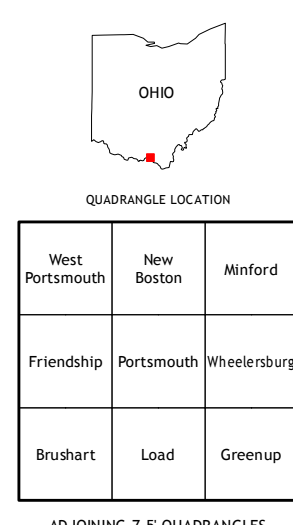 OHIO
QUADRANGLE LOCATION
West New Minford
Portsmouth Boston
Friendship Portsmouth Wheelersburg
Brushart Load Greenup
ADJOINING 7.5' QUADRANGLES